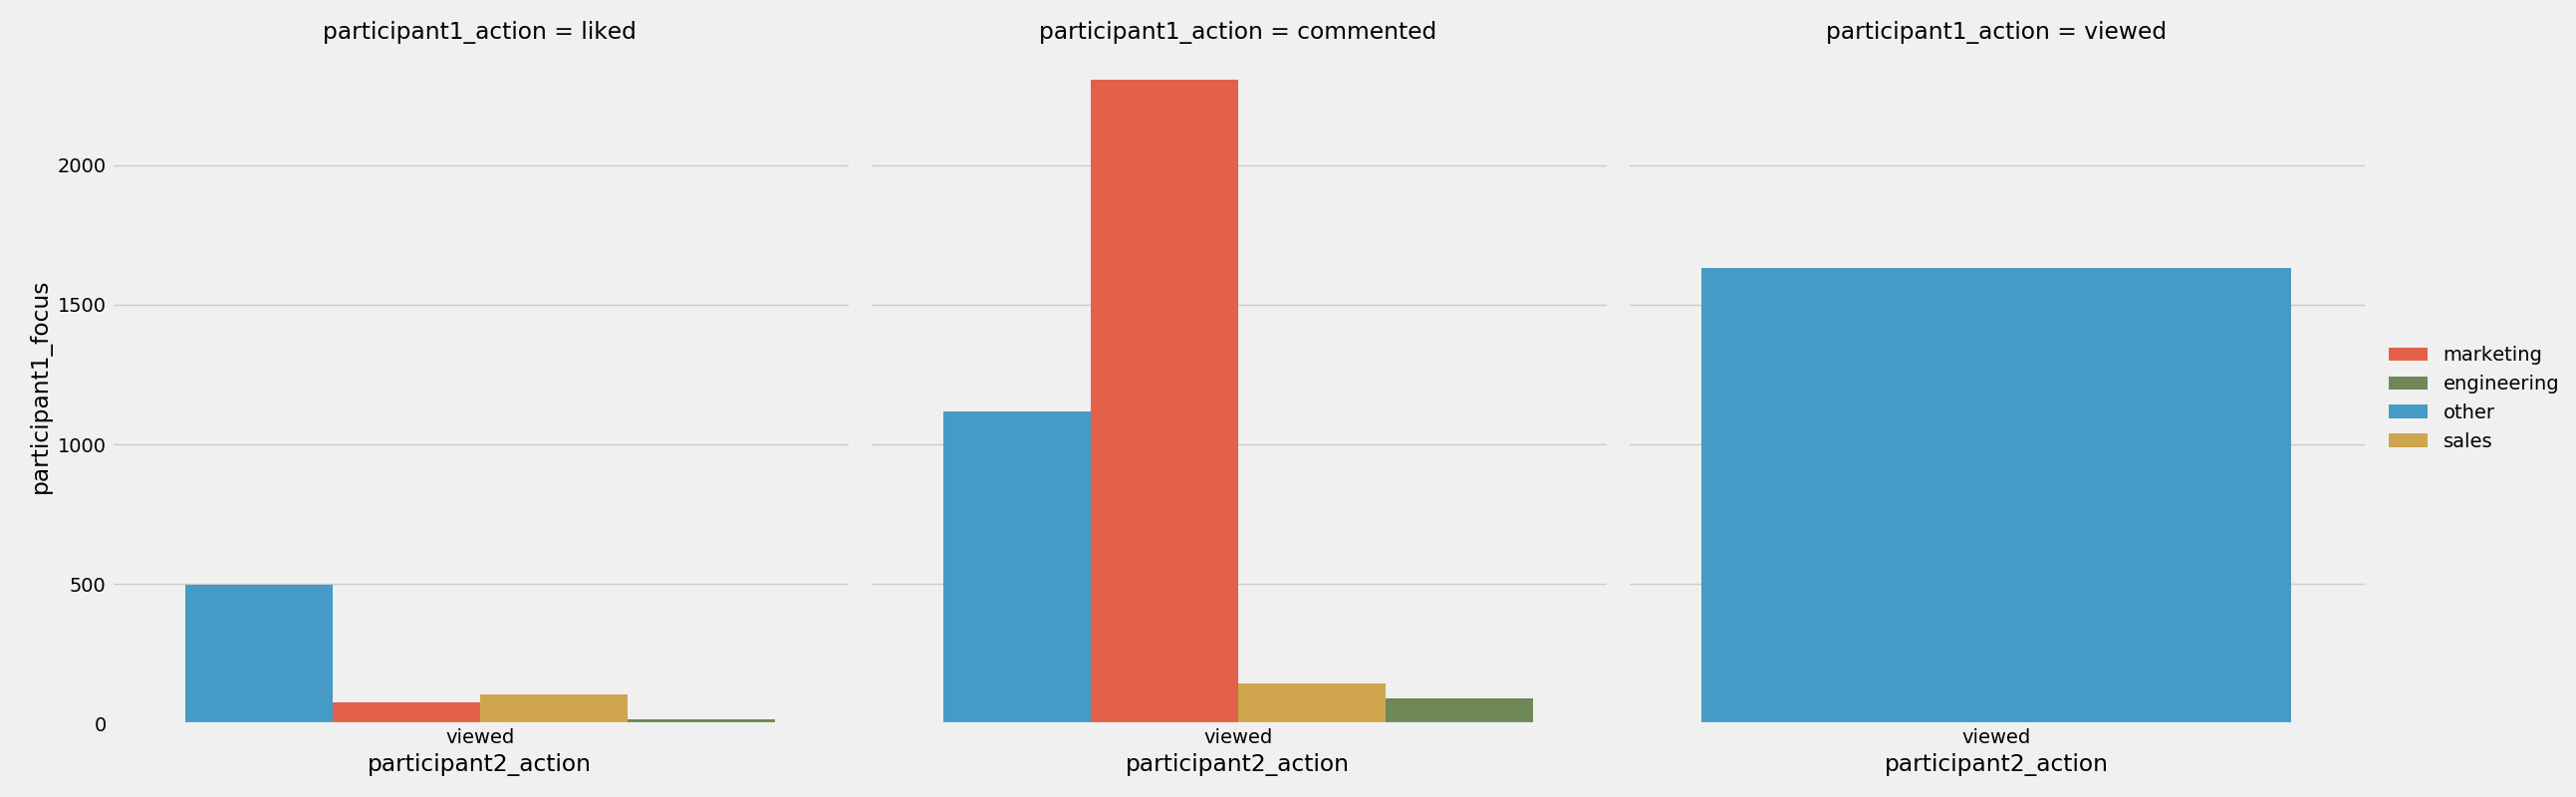 participant1_action = liked
participant1_action = commented
participant1_action = viewed
participant1_focus
2000
1500
1000
500
0
viewed
viewed
viewed
participant2_action
participant2_action
participant2_action
marketing
engineering
other
sales